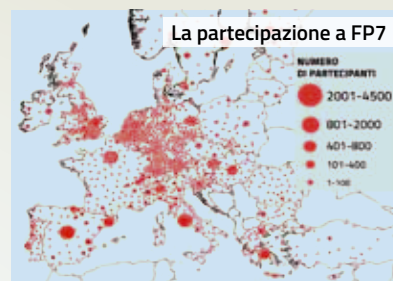 La partecipazione a FP7
NUMERO
DI PARTECIPANTI
2001-4500
801-2000
401-800
101-400
1-100